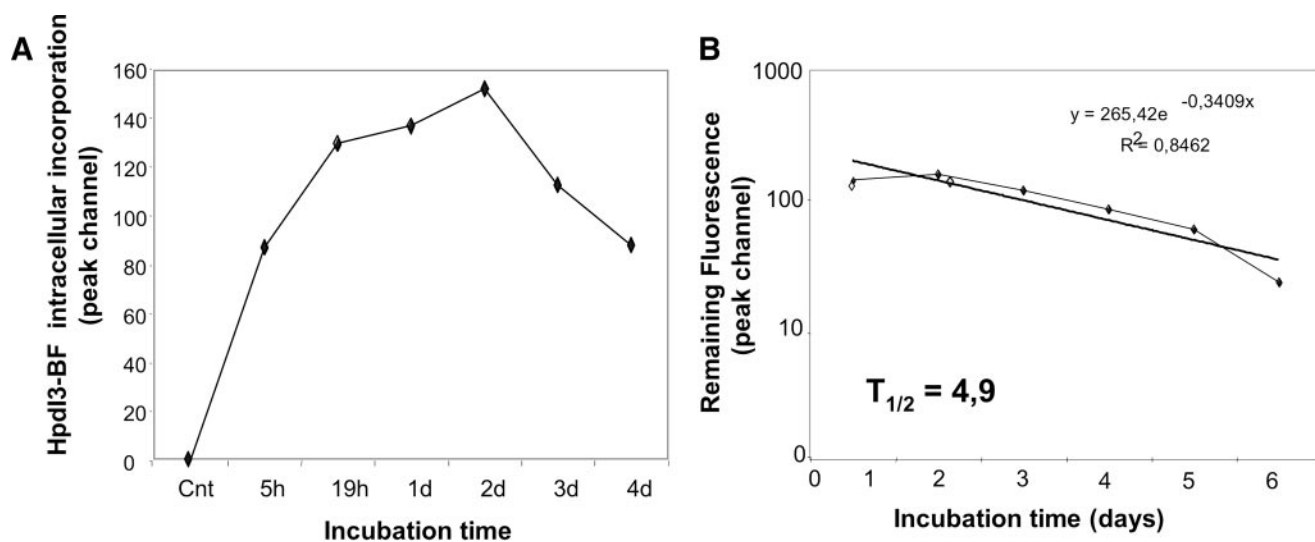 A
Hpdl3-BF intracellular incorporation
(peak channel)
160
140
120
100
80
60
40
20
0
Cnt 5h 19h 1d 2d 3d 4d
Incubation time
B
Remaining Fluorescence
(peak channel)
1000
100
10
0
y = 265,42e -0,3409x
R2= 0,8462
T1/2 = 4,9
0 1 2 3 4 5 6
Incubation time (days)